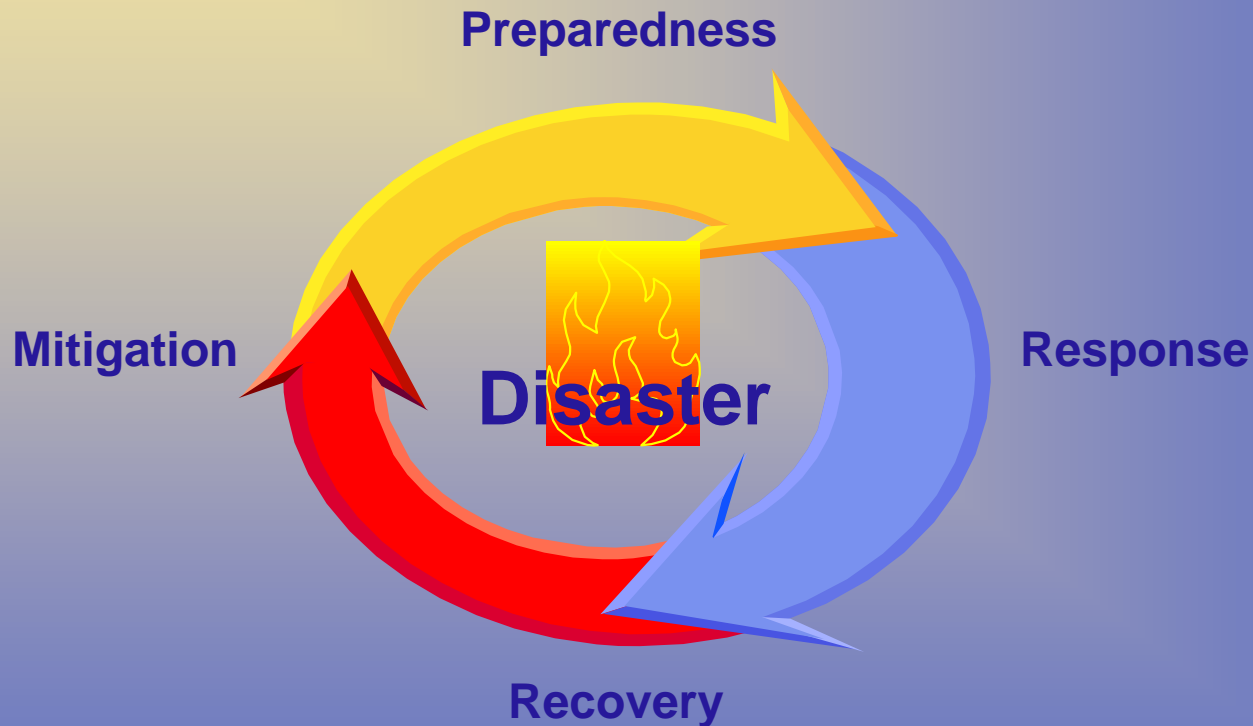 Preparedness
Mitigation
Response
Disaster
Recovery